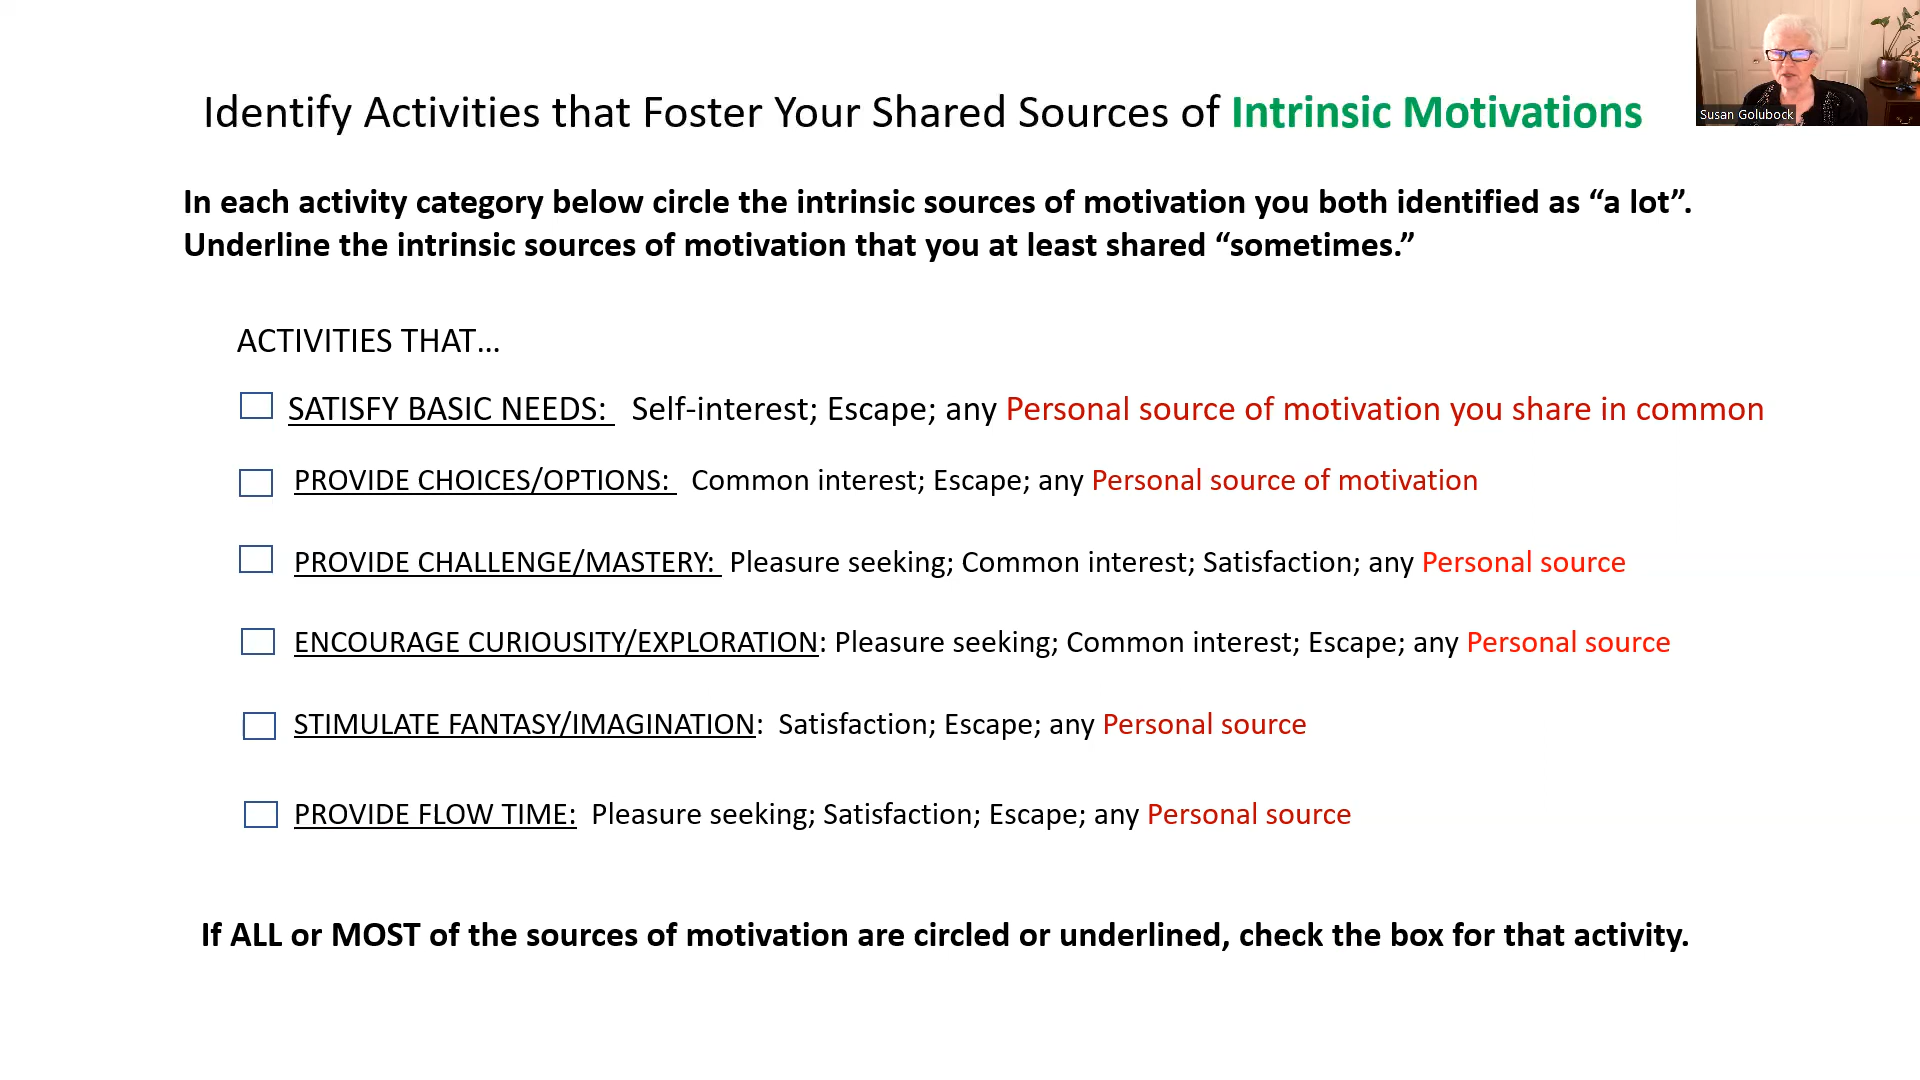 Susan Golubock
Identify Activities that Foster Your Shared Sources of Intrinsic Motivations
In each activity category below circle the intrinsic sources of motivation you both identified as “a lot”.
Underline the intrinsic sources of motivation that you at least shared “sometimes.”
ACTIVITIES THAT...
SATISFY BASIC NEEDS: Self-interest; Escape; any Personal source of motivation you share in common
PROVIDE CHOICES/OPTIONS: Common interest; Escape; any Personal source of motivation
PROVIDE CHALLENGE/MASTERY: Pleasure seeking; Common interest; Satisfaction; any Personal source
ENCOURAGE CURIOUSITY/EXPLORATION: Pleasure seeking; Common interest; Escape; any Personal source
STIMULATE FANTASY/IMAGINATION: Satisfaction; Escape; any Personal source
PROVIDE FLOW TIME: Pleasure seeking; Satisfaction; Escape; any Personal source
If ALL or MOST of the sources of motivation are circled or underlined, check the box for that activity.